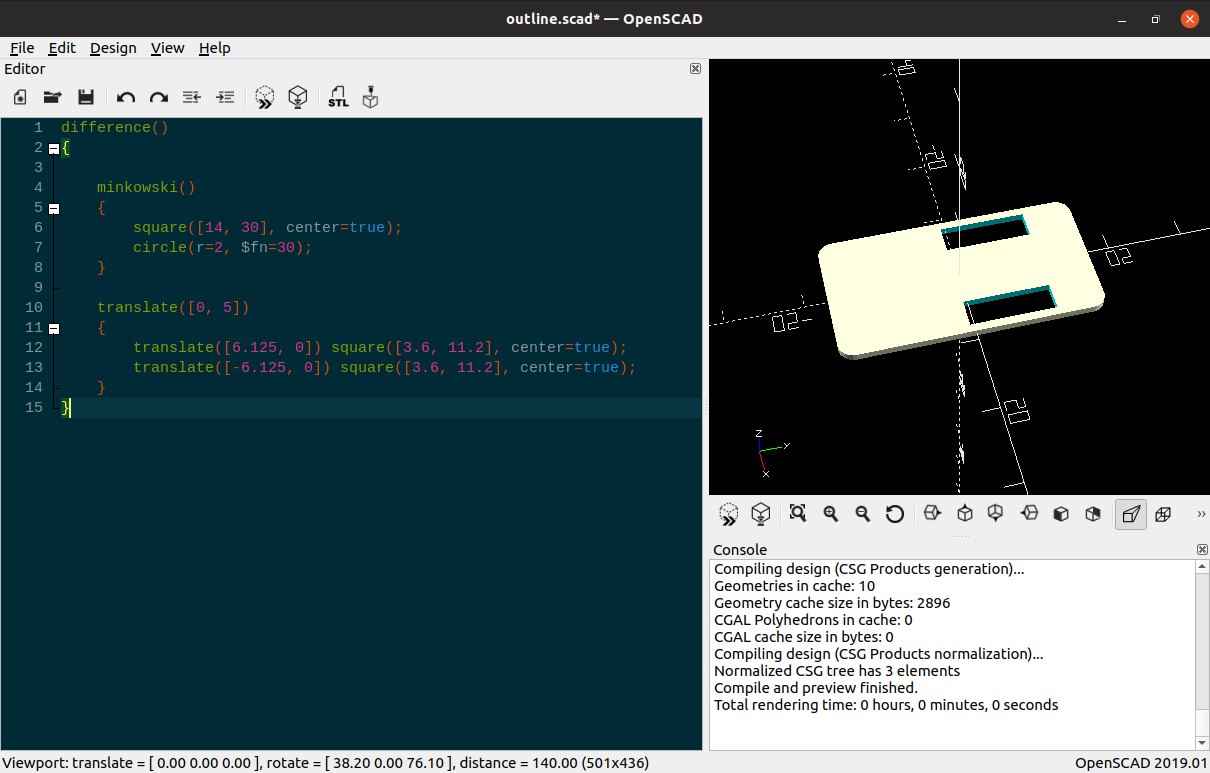 outline.scad* — OpenSCAD
File Edit Design View Help
Editor
STL
1 difference()
2 {
3
4 minkowski()
5 {
6 square([14, 30], center=true);
7 circle(r=2, $fn=30);
8 }
9
10 translate([0, 5])
11 {
12 translate([6.125, 0]) square([3.6, 11.2], center=true);
13 translate([-6.125, 0]) square([3.6, 11.2], center=true);
14 }
15 }
20
20
20
Z
Y
X
Console
Compiling design (CSG Products generation)...
Geometries in cache: 10
Geometry cache size in bytes: 2896
CGAL Polyhedrons in cache: 0
CGAL cache size in bytes: 0
Compiling design (CSG Products normalization)...
Normalized CSG tree has 3 elements
Compile and preview finished.
Total rendering time: 0 hours, 0 minutes, 0 seconds
Viewport: translate = [ 0.00 0.00 0.00 ], rotate = [ 38.20 0.00 76.10 ], distance = 140.00 (501x436)
OpenSCAD 2019.01